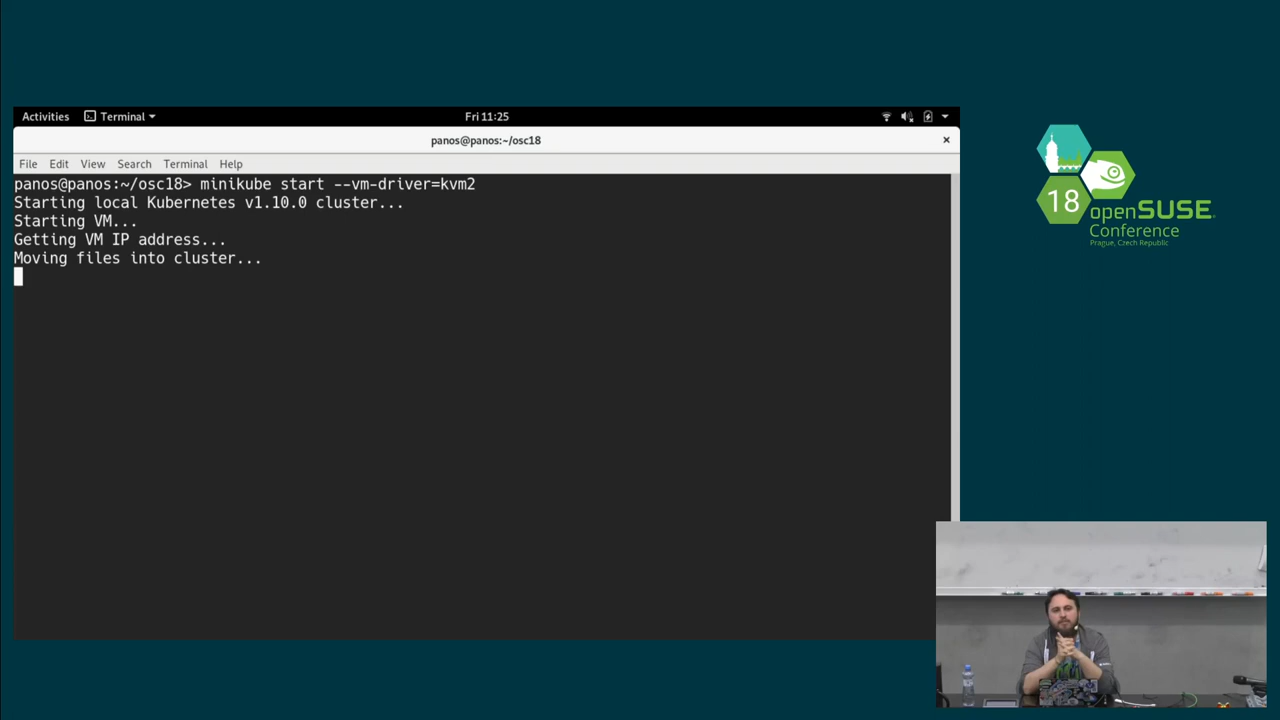 Activities Terminal Fri 11:25
panos@panos:~/osc18
File Edit View Search Terminal Help
panos@panos:~/osc18> minikube start --vm-driver=kvm2
Starting local Kubernetes v1.10.0 cluster...
Starting VM...
Getting VM IP address...
Moving files into cluster...
18
openSUSE
Conference
Prague, Czech Republic